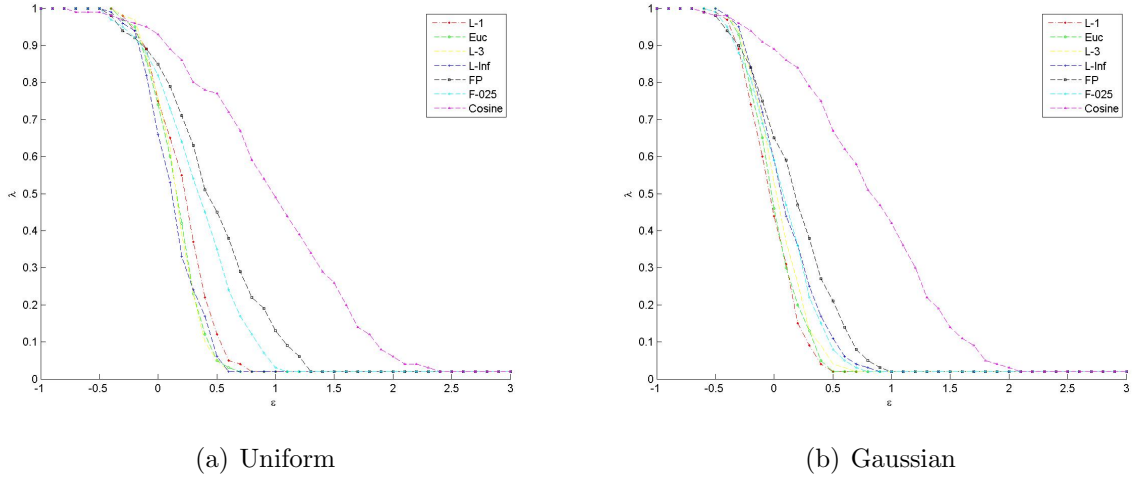 1
0.9
0.8
0.7
0.6
0.5
0.4
0.3
0.2
0.1
0
λ
-1 -0.5 0 0.5 1 1.5 2 2.5 3
ε
L-1
Euc
L-3
L-Inf
FP
F-025
Cosine
(a) Uniform
1
0.9
0.8
0.7
0.6
0.5
0.4
0.3
0.2
0.1
0
λ
-1 -0.5 0 0.5 1 1.5 2 2.5 3
ε
L-1
Euc
L-3
L-Inf
FP
F-025
Cosine
(b) Gaussian